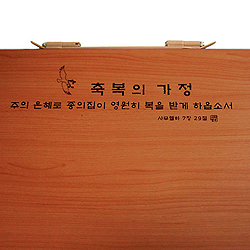 축복의 가정
주의 은혜로 종의집이 영원히 복을 받게 하옵소서
사무엘하 7장 29절